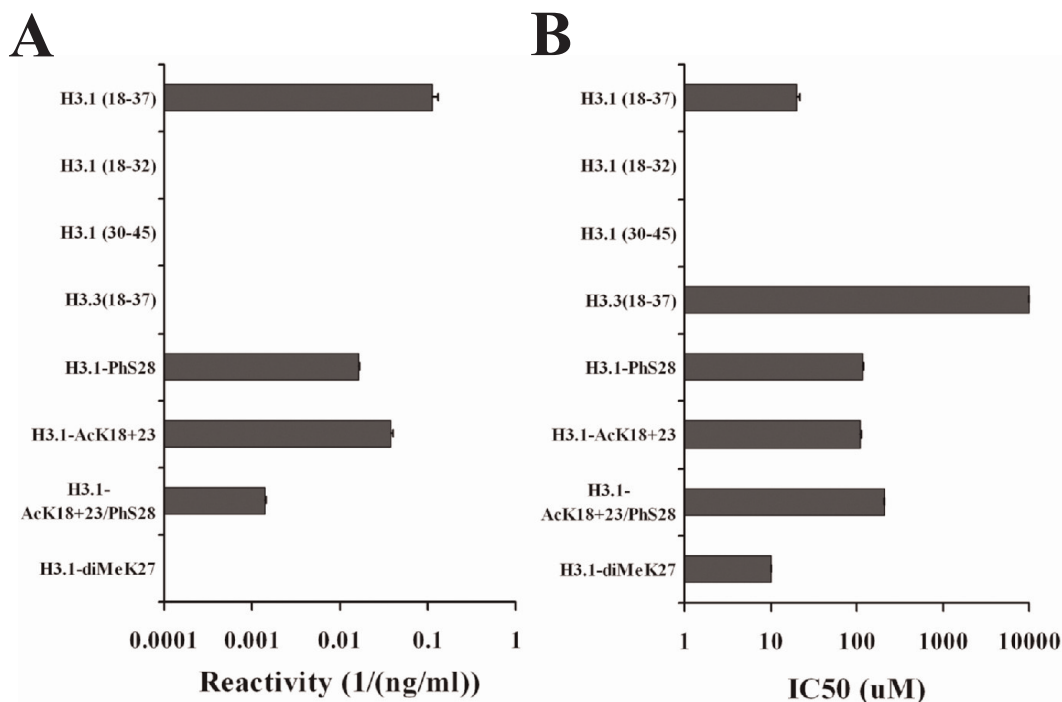 A
H3.1 (18-37)
H3.1 (18-32)
H3.1 (30-45)
H3.3(18-37)
H3.1-PhS28
H3.1-AcK18+23
H3.1-
AcK18+23/PhS28
H3.1-diMeK27
0.0001 0.001 0.01 0.1 1
Reactivity (1/(ng/ml))
B
H3.1 (18-37)
H3.1 (18-32)
H3.1 (30-45)
H3.3(18-37)
H3.1-PhS28
H3.1-AcK18+23
H3.1-
AcK18+23/PhS28
H3.1-diMeK27
1 10 100 1000 10000
IC50 (uM)